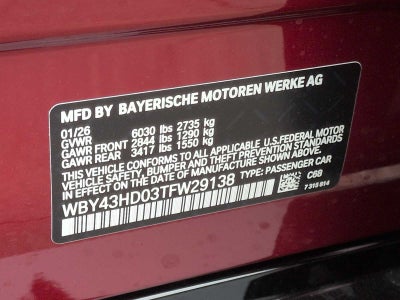 MFD BY BAYERISCHE MOTOREN WERKE AG
01/26 6030 lbs 2735 kg
GVWR
GAWR FRONT 2844 lbs 1290 kg
GAWR REAR 3417 lbs 1550 kg
THIS VEHICLE CONFORMS TO ALL APPLICABLE U.S. FEDERAL MOTOR
VEHICLE SAFETY, BUMPER AND THEFT PREVENTION STANDARDS
IN EFFECT ON THE DATE OF MANUFACTURE SHOWN ABOVE.
WBY43HD03TFW29138 TYPE: PASSENGER CAR
C68
7 315 014